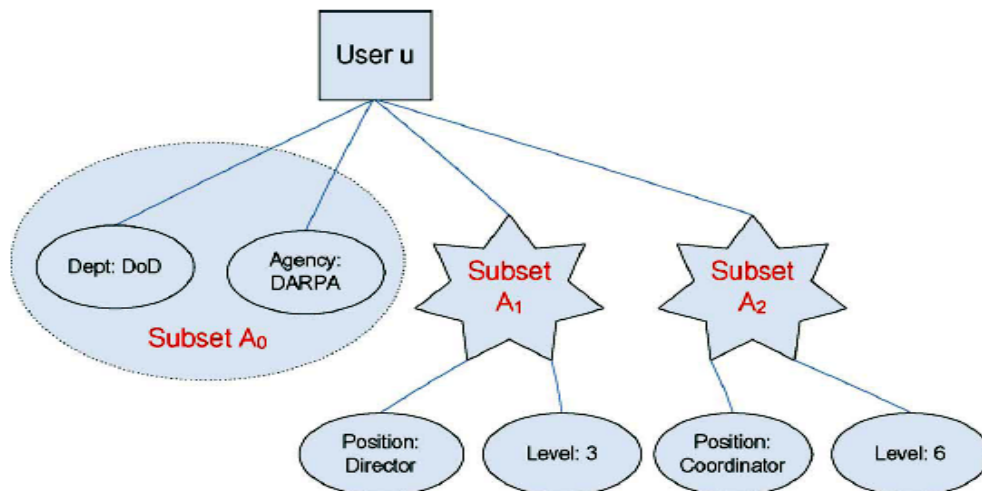 User u
Dept: DoD
Agency:
DARPA
Subset A₀
Subset
A₁
Subset
A₂
Position:
Director
Level: 3
Position:
Coordinator
Level: 6